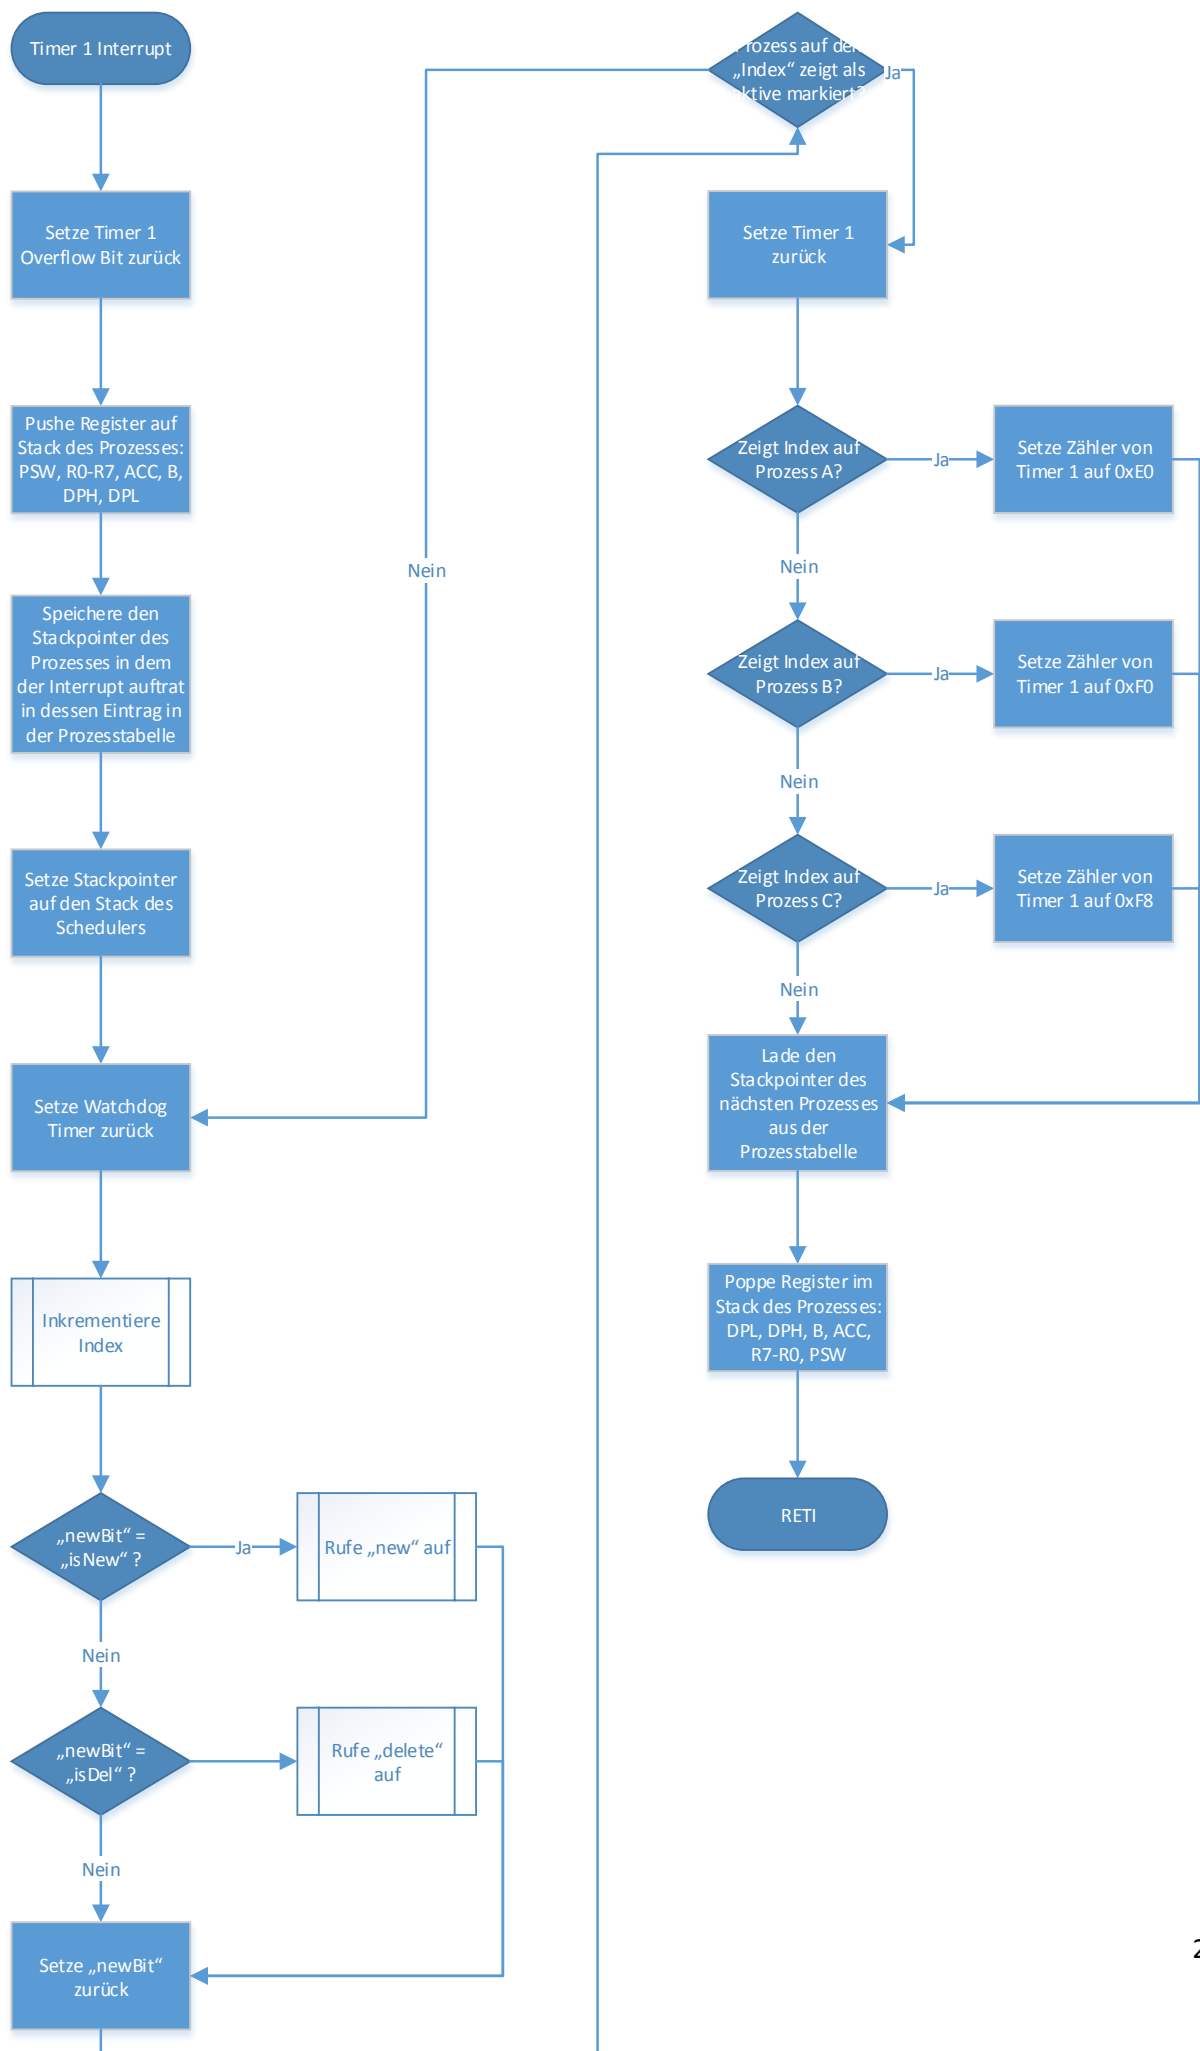 Timer 1 Interrupt
Setze Timer 1
Overflow Bit zurück
Pushe Register auf
Stack des Prozesses:
PSW, R0-R7, ACC, B,
DPH, DPL
Speichere den
Stackpointer des
Prozesses in dem
der Interrupt auftrat
in dessen Eintrag in
der Prozesstabelle
Setze Stackpointer
auf den Stack des
Schedulers
Setze Watchdog
Timer zurück
Inkrementiere
Index
„newBit“ =
„isNew“ ?
Ja
Rufe „new“ auf
Nein
„newBit“ =
„isDel“ ?
Rufe „delete“
auf
Nein
Setze „newBit“
zurück
Nein
Prozess auf den
„Index“ zeigt als
aktive markiert?
Ja
Setze Timer 1
zurück
Zeigt Index auf
Prozess A?
Ja
Setze Zähler von
Timer 1 auf 0xE0
Nein
Zeigt Index auf
Prozess B?
Ja
Setze Zähler von
Timer 1 auf 0xF0
Nein
Zeigt Index auf
Prozess C?
Ja
Setze Zähler von
Timer 1 auf 0xF8
Nein
Lade den
Stackpointer des
nächsten Prozesses
aus der
Prozesstabelle
Poppe Register im
Stack des Prozesses:
DPL, DPH, B, ACC,
R7-R0, PSW
RETI
2